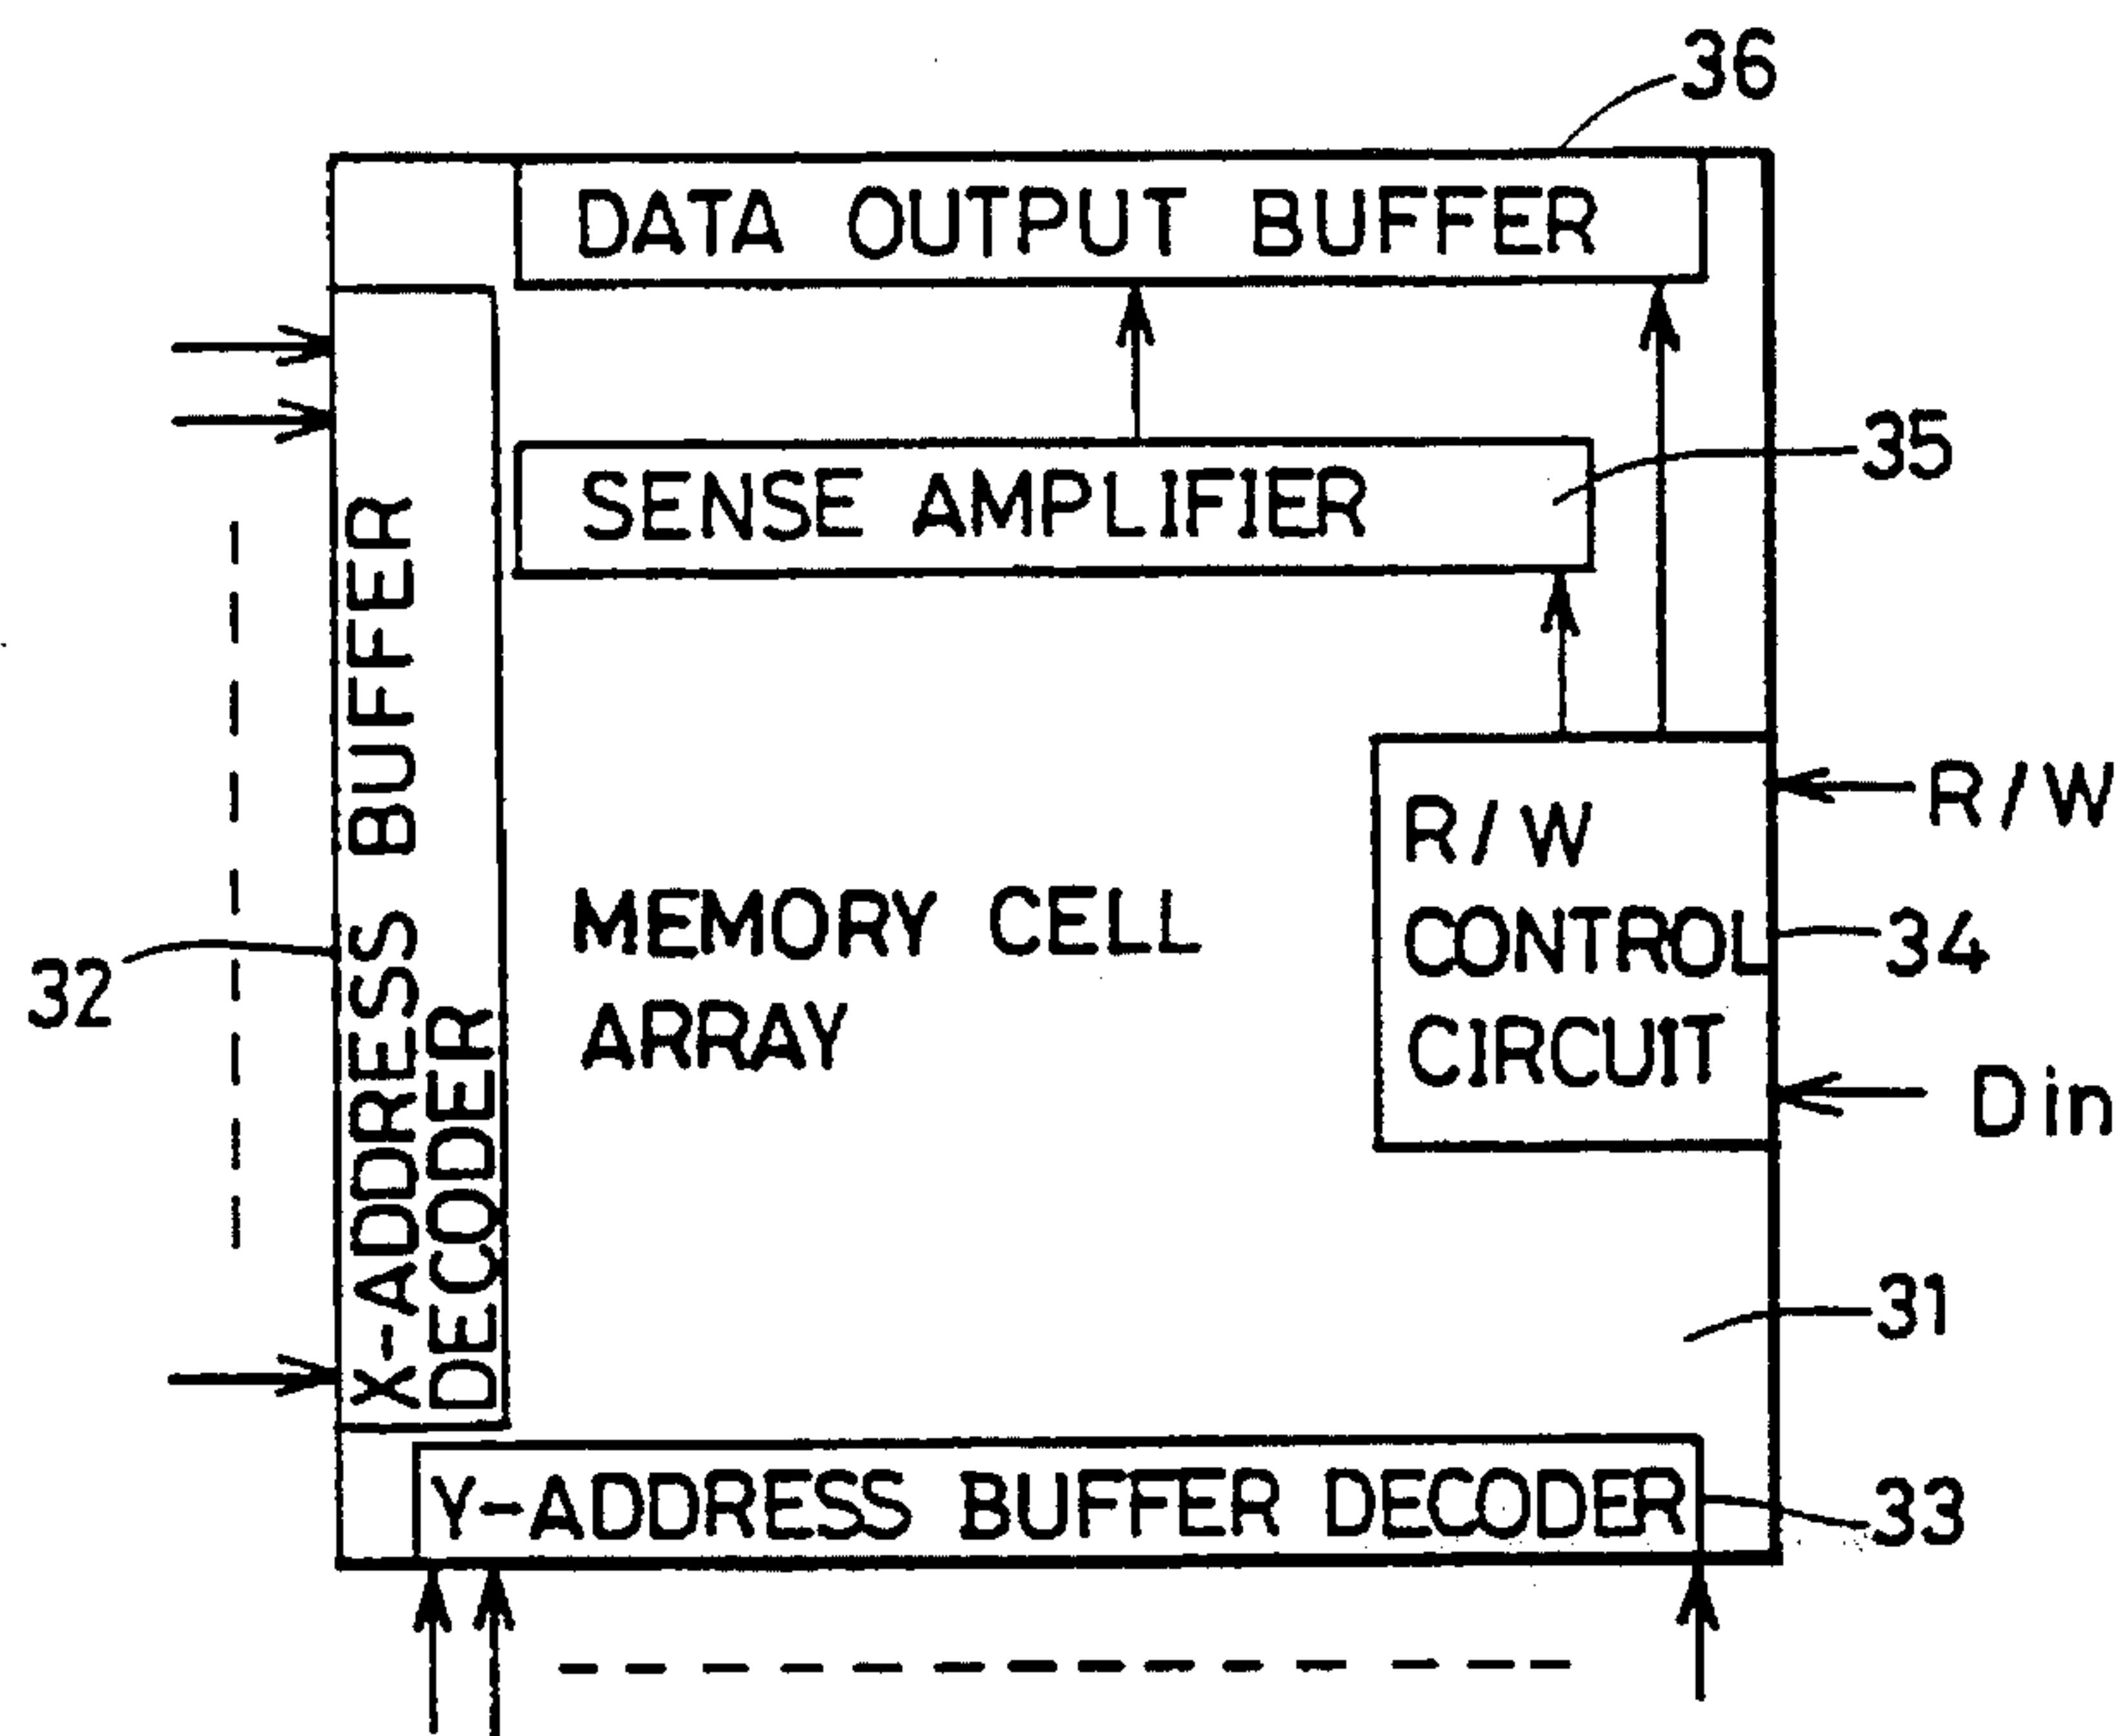 36
DATA OUTPUT BUFFER
35
SENSE AMPLIFIER
X-ADDRESS BUFFER
DECODER
32
MEMORY CELL
ARRAY
R/W
CONTROL
CIRCUIT
R/W
34
Din
31
Y-ADDRESS BUFFER DECODER
33